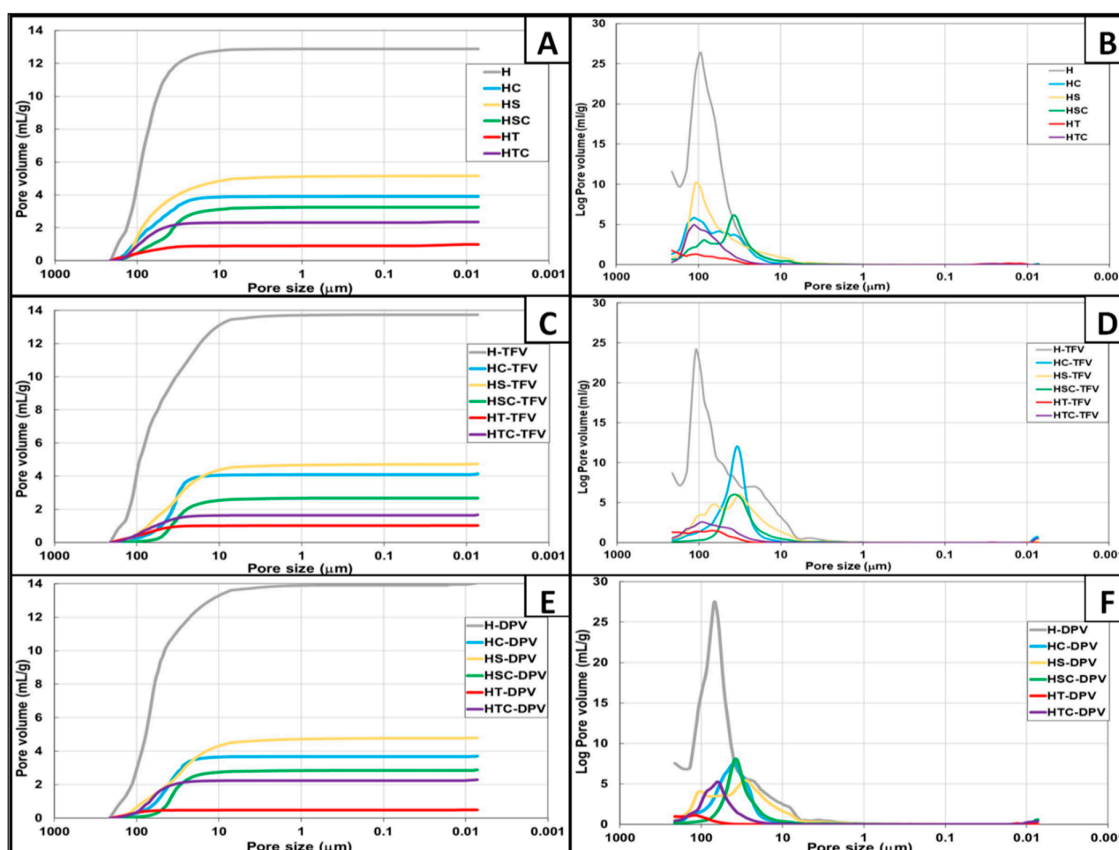 A
14
12
10
8
6
4
2
0
Pore volume (mL/g)
H
HC
HS
HSC
HT
HTC
1000 100 10 1 0.1 0.01 0.001
Pore size (μm)
B
30
25
20
15
10
5
0
Log Pore volume (ml/g)
H
HC
HS
HSC
HT
HTC
1000 100 10 1 0.1 0.01 0.00
Pore size (μm)
C
14
12
10
8
6
4
2
0
Pore volume (mL/g)
H-TFV
HC-TFV
HS-TFV
HSC-TFV
HT-TFV
HTC-TFV
1000 100 10 1 0.1 0.01 0.001
Pore size (μm)
D
30
25
20
15
10
5
0
Log Pore volume (ml/g)
H-TFV
HC-TFV
HS-TFV
HSC-TFV
HT-TFV
HTC-TFV
1000 100 10 1 0.1 0.01 0.00
Pore size (μm)
E
14
12
10
8
6
4
2
0
Pore volume (mL/g)
H-DPV
HC-DPV
HS-DPV
HSC-DPV
HT-DPV
HTC-DPV
1000 100 10 1 0.1 0.01 0.001
Pore size (μm)
F
30
25
20
15
10
5
0
Log Pore volume (mL/g)
H-DPV
HC-DPV
HS-DPV
HSC-DPV
HT-DPV
HTC-DPV
1000 100 10 1 0.1 0.01 0.00
Pore size (μm)